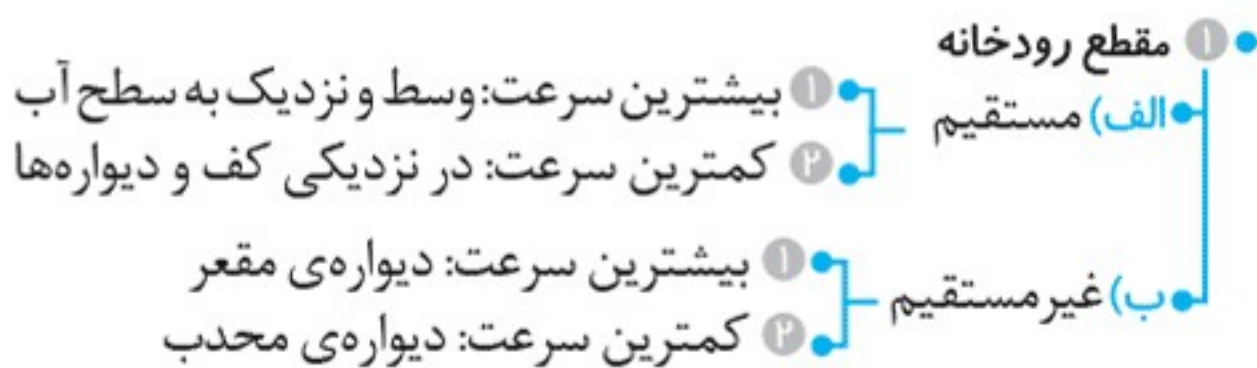 ۱ مقطع رودخانه
الف) مستقیم
۱ بیشترین سرعت: وسط و نزدیک به سطح آب
۲ کمترین سرعت: در نزدیکی کف و دیواره‌ها
ب) غیرمستقیم
۱ بیشترین سرعت: دیواره‌ی مقعر
۲ کمترین سرعت: دیواره‌ی محدب